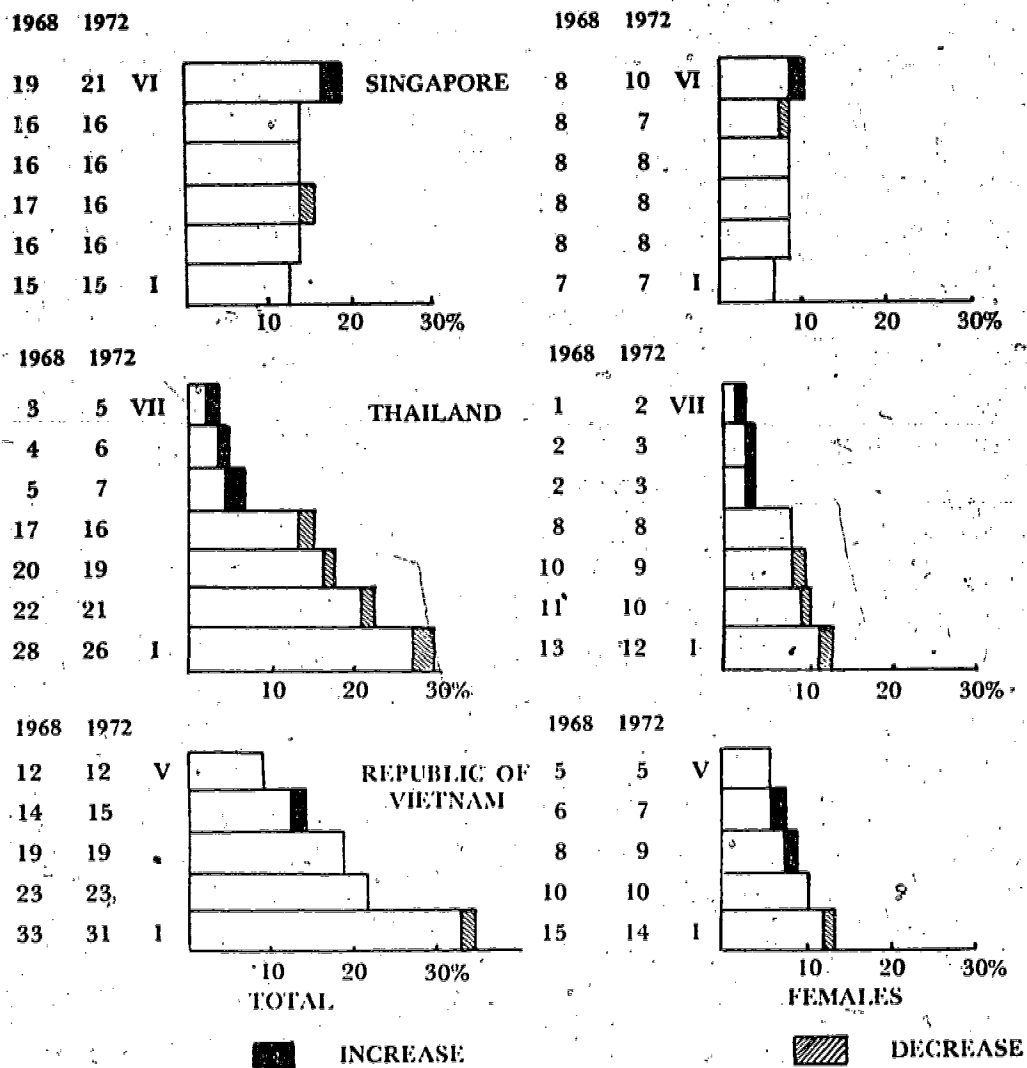 1968 1972 1968 1972
19 21 VI SINGAPORE 8 10 VI
16 16 8 7
16 16 8 8
17 16 8 8
16 16 8 8
15 15 I 7 7 I
10 20 30% 10 20 30%
1968 1972 1968 1972
3 5 VII THAILAND 1 2 VII
4 6 2 3
5 7 2 3
17 16 8 8
20 19 10 9
22 21 11 10
28 26 I 13 12 I
10 20 30% 10 20 30%
1968 1972 1968 1972
12 12 V REPUBLIC OF 5 5 V
14 15 VIETNAM 6 7
19 19 8 9
23 23 10 10
33 31 I 15 14 I
10 20 30% 10 20 30%
TOTAL FEMALES
INCREASE DECREASE